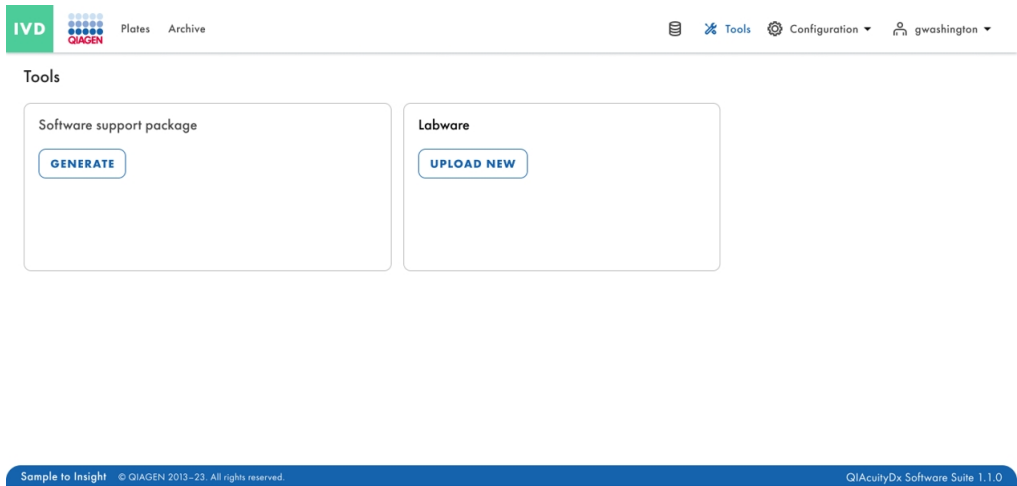 IVD QIAGEN Plates Archive Tools Configuration gwashington
Tools
Software support package
GENERATE
Labware
UPLOAD NEW
Sample to Insight © QIAGEN 2013–23. All rights reserved. QIAcuityDx Software Suite 1.1.0